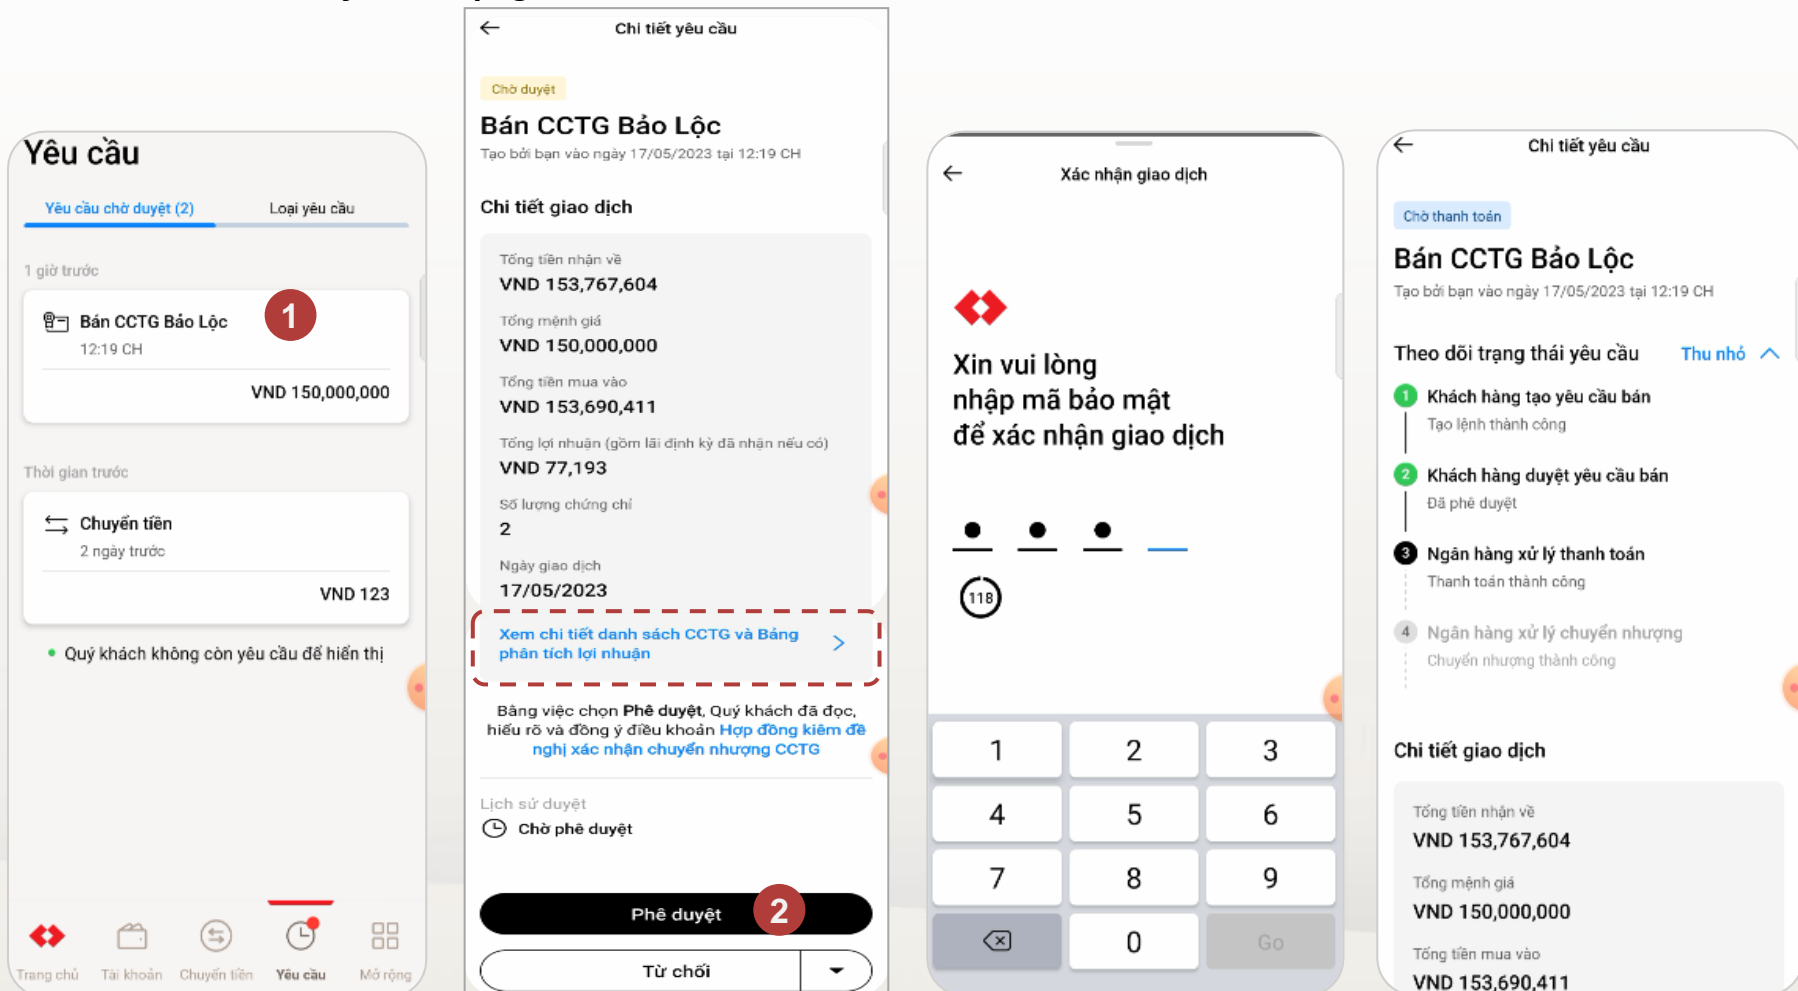 Yêu cầu
Yêu cầu chờ duyệt (2)
Loại yêu cầu
1 giờ trước
Bán CCTG Bảo Lộc
1
12:19 CH
VND 150,000,000
Thời gian trước
Chuyển tiền
2 ngày trước
VND 123
Quý khách không còn yêu cầu để hiển thị
Trang chủ
Tài khoản
Chuyển tiền
Yêu cầu
Mở rộng
Chi tiết yêu cầu
Chờ duyệt
Bán CCTG Bảo Lộc
Tạo bởi bạn vào ngày 17/05/2023 tại 12:19 CH
Chi tiết giao dịch
Tổng tiền nhận về
VND 153,767,604
Tổng mệnh giá
VND 150,000,000
Tổng tiền mua vào
VND 153,690,411
Tổng lợi nhuận (gồm lãi định kỳ đã nhận nếu có)
VND 77,193
Số lượng chứng chỉ
2
Ngày giao dịch
17/05/2023
Xem chi tiết danh sách CCTG và Bảng
phân tích lợi nhuận
Bằng việc chọn Phê duyệt, Quý khách đã đọc,
hiểu rõ và đồng ý điều khoản Hợp đồng kiêm đề
nghị xác nhận chuyển nhượng CCTG
Lịch sử duyệt
Chờ phê duyệt
Phê duyệt
2
Từ chối
Xác nhận giao dịch
Xin vui lòng
nhập mã bảo mật
để xác nhận giao dịch
118
1 2 3
4 5 6
7 8 9
0 Go
Chi tiết yêu cầu
Chờ thanh toán
Bán CCTG Bảo Lộc
Tạo bởi bạn vào ngày 17/05/2023 tại 12:19 CH
Theo dõi trạng thái yêu cầu
Thu nhỏ
1 Khách hàng tạo yêu cầu bán
Tạo lệnh thành công
2 Khách hàng duyệt yêu cầu bán
Đã phê duyệt
3 Ngân hàng xử lý thanh toán
Thanh toán thành công
4 Ngân hàng xử lý chuyển nhượng
Chuyển nhượng thành công
Chi tiết giao dịch
Tổng tiền nhận về
VND 153,767,604
Tổng mệnh giá
VND 150,000,000
Tổng tiền mua vào
VND 153,690,411